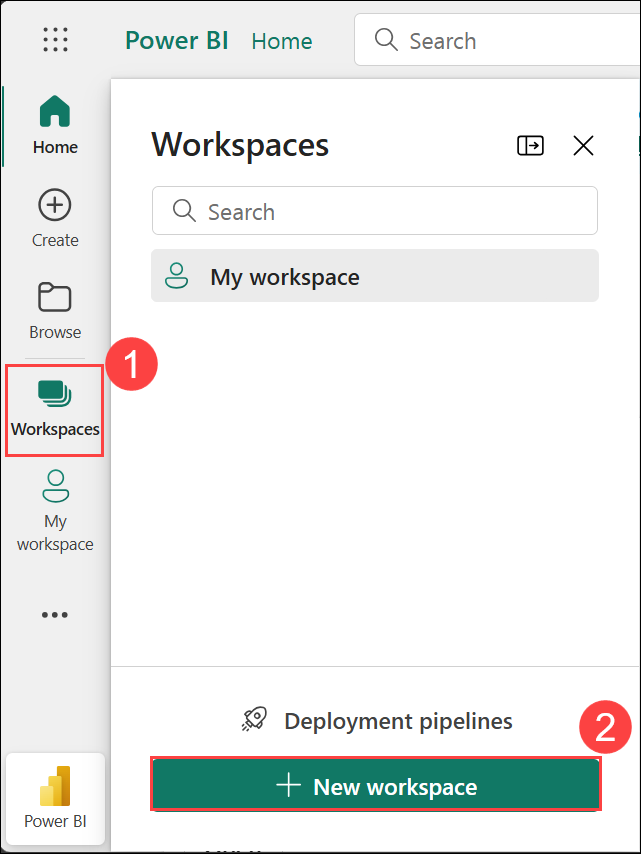 Power BI Home
Search
Home
Create
Browse
1
Workspaces
My
workspace
Workspaces
Search
My workspace
Deployment pipelines
2
New workspace
Power BI